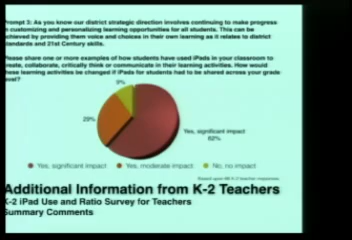 Prompt 3: As you know our district strategic direction involves continuing to make progress
n customizing and personalizing learning opportunities for all students. This can be
achieved by providing them voice and choices in their own learning as it relates to district
standards and 21st Century skills.
Please share one or more examples of how students have used iPads in your classroom to
create, collaborate, critically think or communicate in their learning activities. How would
hese learning activities be changed if iPads for students had to be shared across your grade
evel?
9%
29%
Yes, significant impact
62%
Yes, significant impact
Yes, moderate impact
No, no impact
Additional Information from K-2 Teachers
K-2 iPad Use and Ratio Survey for Teachers
Summary Comments